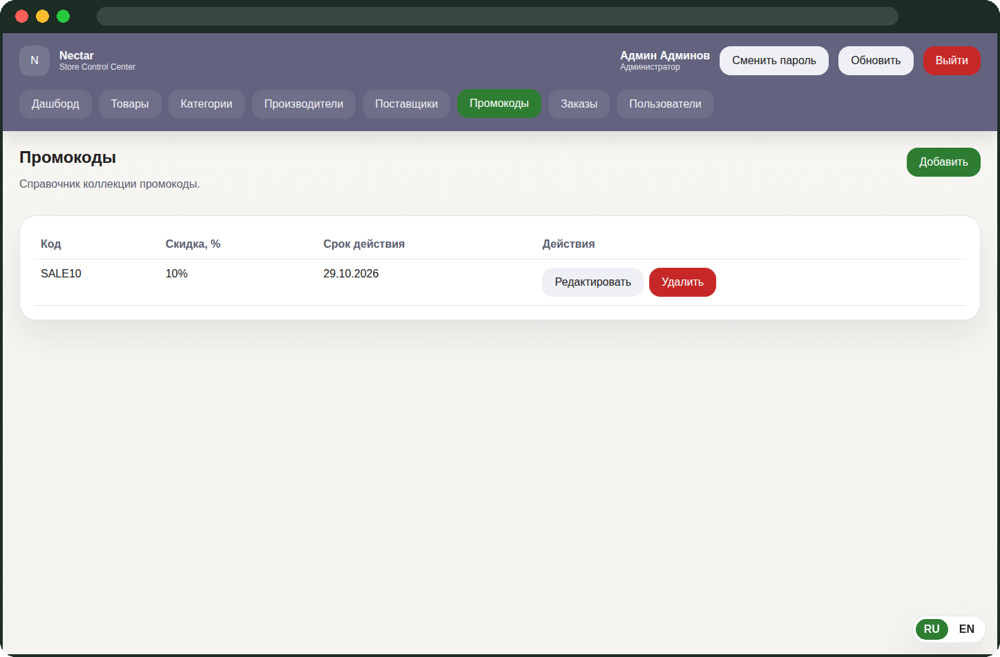 N
Nectar
Store Control Center
Админ Админов
Администратор
Сменить пароль
Обновить
Выйти
Дашборд
Товары
Категории
Производители
Поставщики
Промокоды
Заказы
Пользователи
Промокоды
Добавить
Справочник коллекции промокоды.
Код
Скидка, %
Срок действия
Действия
SALE10
10%
29.10.2026
Редактировать
Удалить
RU
EN